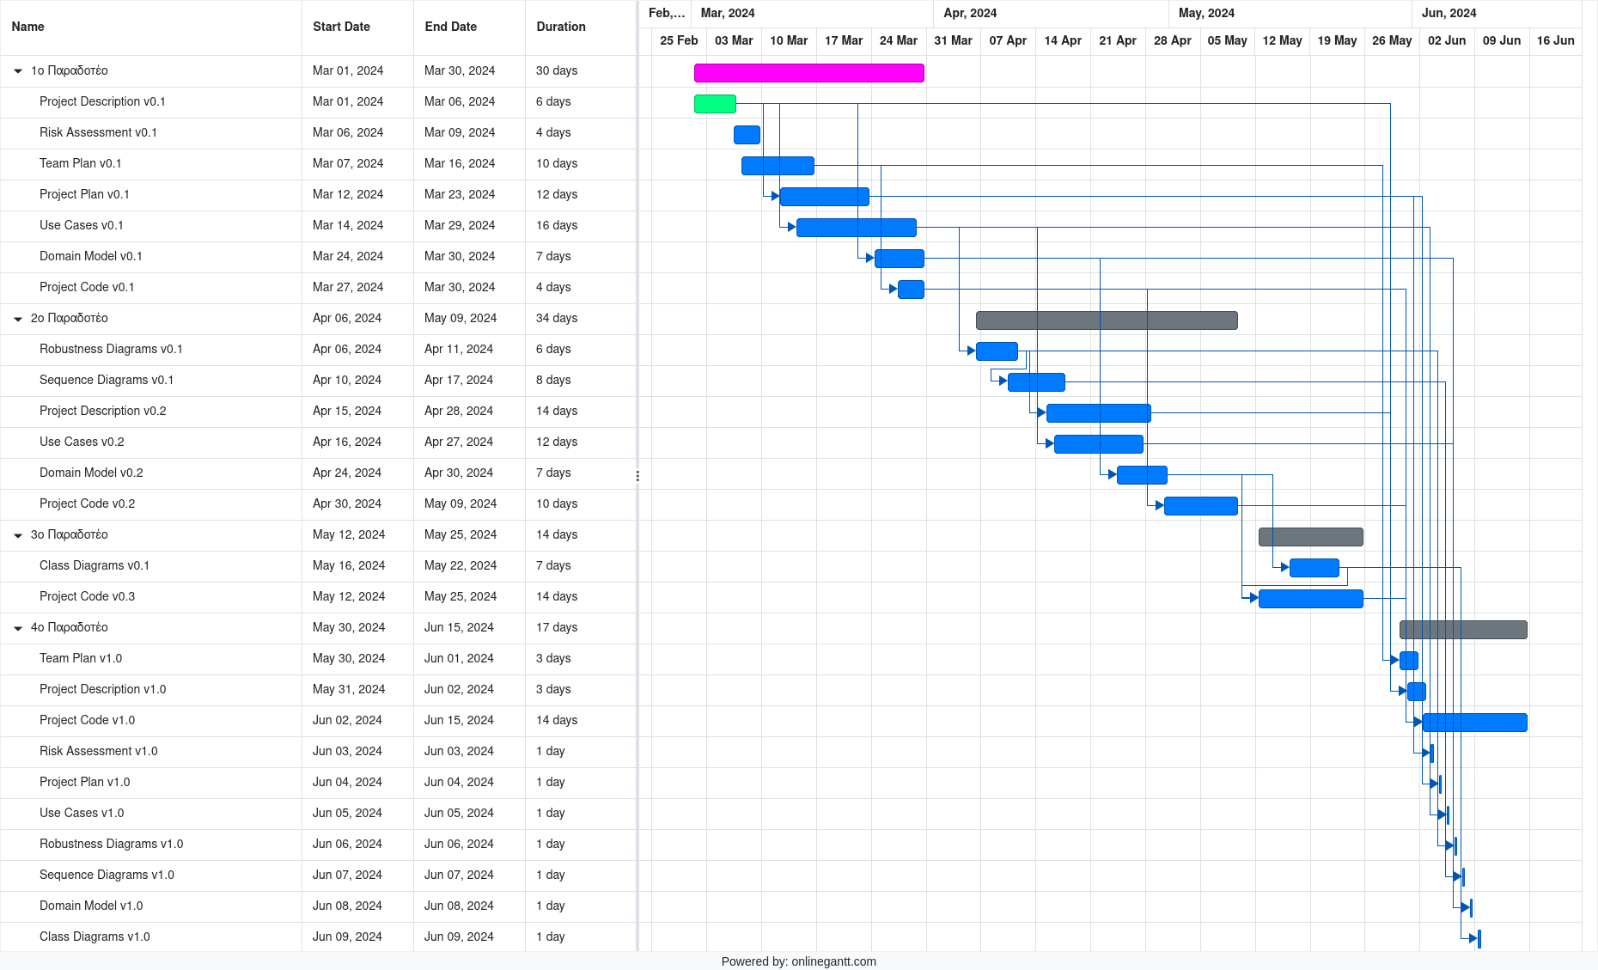 Name Start Date End Date Duration
Feb,... Mar, 2024 Apr, 2024 May, 2024 Jun, 2024
25 Feb 03 Mar 10 Mar 17 Mar 24 Mar 31 Mar 07 Apr 14 Apr 21 Apr 28 Apr 05 May 12 May 19 May 26 May 02 Jun 09 Jun 16 Jun
1ο Παραδοτέο Mar 01, 2024 Mar 30, 2024 30 days
Project Description v0.1 Mar 01, 2024 Mar 06, 2024 6 days
Risk Assessment v0.1 Mar 06, 2024 Mar 09, 2024 4 days
Team Plan v0.1 Mar 07, 2024 Mar 16, 2024 10 days
Project Plan v0.1 Mar 12, 2024 Mar 23, 2024 12 days
Use Cases v0.1 Mar 14, 2024 Mar 29, 2024 16 days
Domain Model v0.1 Mar 24, 2024 Mar 30, 2024 7 days
Project Code v0.1 Mar 27, 2024 Mar 30, 2024 4 days
2ο Παραδοτέο Apr 06, 2024 May 09, 2024 34 days
Robustness Diagrams v0.1 Apr 06, 2024 Apr 11, 2024 6 days
Sequence Diagrams v0.1 Apr 10, 2024 Apr 17, 2024 8 days
Project Description v0.2 Apr 15, 2024 Apr 28, 2024 14 days
Use Cases v0.2 Apr 16, 2024 Apr 27, 2024 12 days
Domain Model v0.2 Apr 24, 2024 Apr 30, 2024 7 days
Project Code v0.2 Apr 30, 2024 May 09, 2024 10 days
3ο Παραδοτέο May 12, 2024 May 25, 2024 14 days
Class Diagrams v0.1 May 16, 2024 May 22, 2024 7 days
Project Code v0.3 May 12, 2024 May 25, 2024 14 days
4ο Παραδοτέο May 30, 2024 Jun 15, 2024 17 days
Team Plan v1.0 May 30, 2024 Jun 01, 2024 3 days
Project Description v1.0 May 31, 2024 Jun 02, 2024 3 days
Project Code v1.0 Jun 02, 2024 Jun 15, 2024 14 days
Risk Assessment v1.0 Jun 03, 2024 Jun 03, 2024 1 day
Project Plan v1.0 Jun 04, 2024 Jun 04, 2024 1 day
Use Cases v1.0 Jun 05, 2024 Jun 05, 2024 1 day
Robustness Diagrams v1.0 Jun 06, 2024 Jun 06, 2024 1 day
Sequence Diagrams v1.0 Jun 07, 2024 Jun 07, 2024 1 day
Domain Model v1.0 Jun 08, 2024 Jun 08, 2024 1 day
Class Diagrams v1.0 Jun 09, 2024 Jun 09, 2024 1 day
Powered by: onlinegantt.com